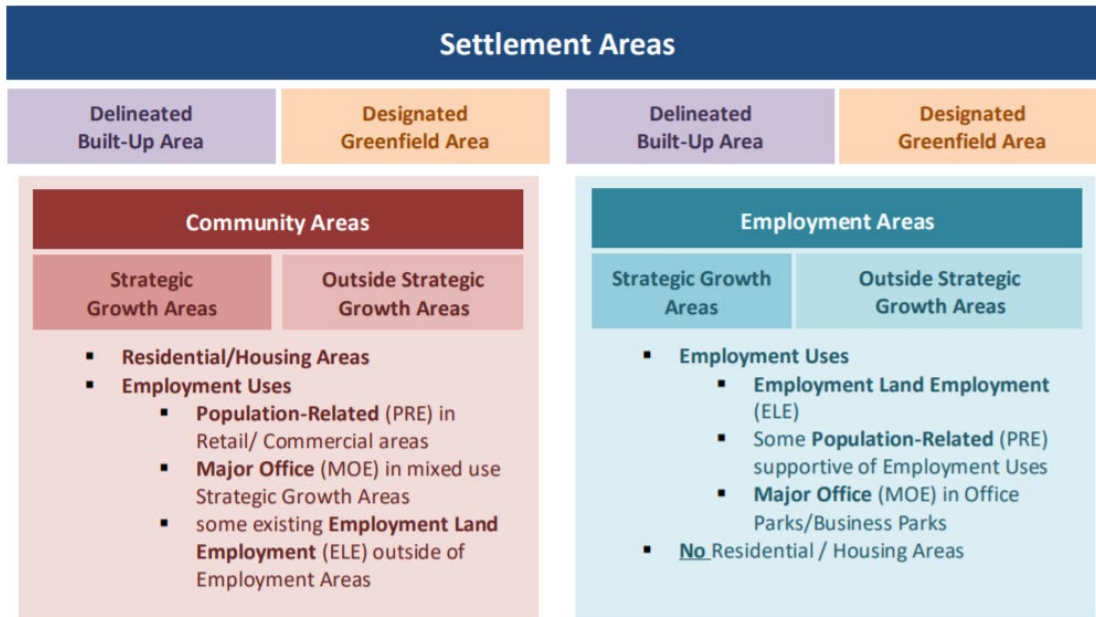 Settlement Areas
Delineated
Built-Up Area
Designated
Greenfield Area
Delineated
Built-Up Area
Designated
Greenfield Area
Community Areas
Strategic
Growth Areas
Outside Strategic
Growth Areas
▪ Residential/Housing Areas
▪ Employment Uses
▪ Population-Related (PRE) in
Retail/ Commercial areas
▪ Major Office (MOE) in mixed use
Strategic Growth Areas
▪ some existing Employment Land
Employment (ELE) outside of
Employment Areas
Employment Areas
Strategic Growth
Areas
Outside Strategic
Growth Areas
▪ Employment Uses
▪ Employment Land Employment
(ELE)
▪ Some Population-Related (PRE)
supportive of Employment Uses
▪ Major Office (MOE) in Office
Parks/Business Parks
▪ No Residential / Housing Areas